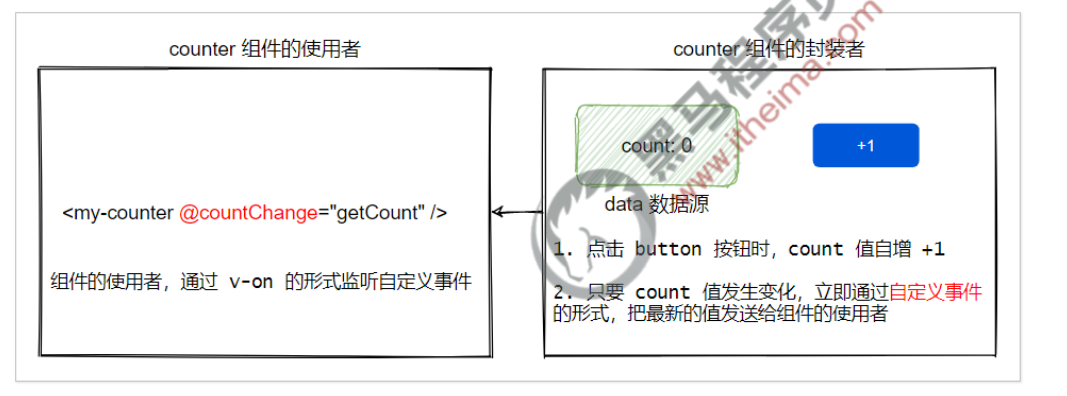 counter 组件的使用者
<my-counter @countChange="getCount" />
组件的使用者，通过 v-on 的形式监听自定义事件
counter 组件的封装者
count: 0
+1
data 数据源
1. 点击 button 按钮时，count 值自增 +1
2. 只要 count 值发生变化，立即通过自定义事件
的形式，把最新的值发送给组件的使用者
黑马程序员
www.itheima.com